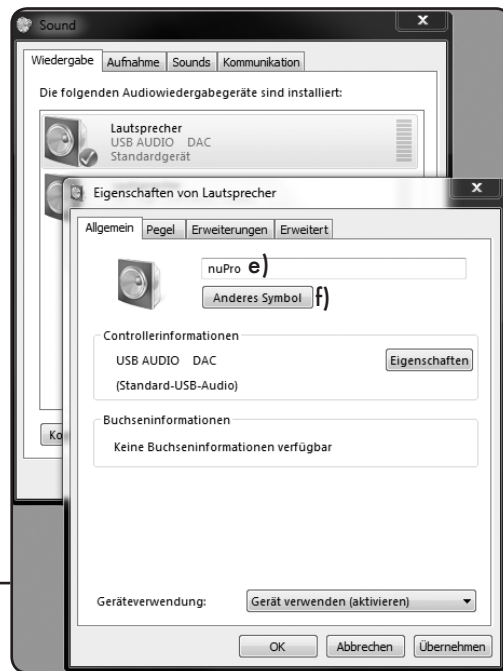 Sound
x
Wiedergabe Aufnahme Sounds Kommunikation
Die folgenden Audiowiedergabegeräte sind installiert:
Lautsprecher
USB AUDIO DAC
Standardgerät
Eigenschaften von Lautsprecher
x
Allgemein Pegel Erweiterungen Erweitert
nuPro e)
Anderes Symbol f)
Controllerinformationen
USB AUDIO DAC Eigenschaften
(Standard-USB-Audio)
Buchseninformationen
Keine Buchseninformationen verfügbar
Geräteverwendung: Gerät verwenden (aktivieren)
OK Abbrechen Übernehmen